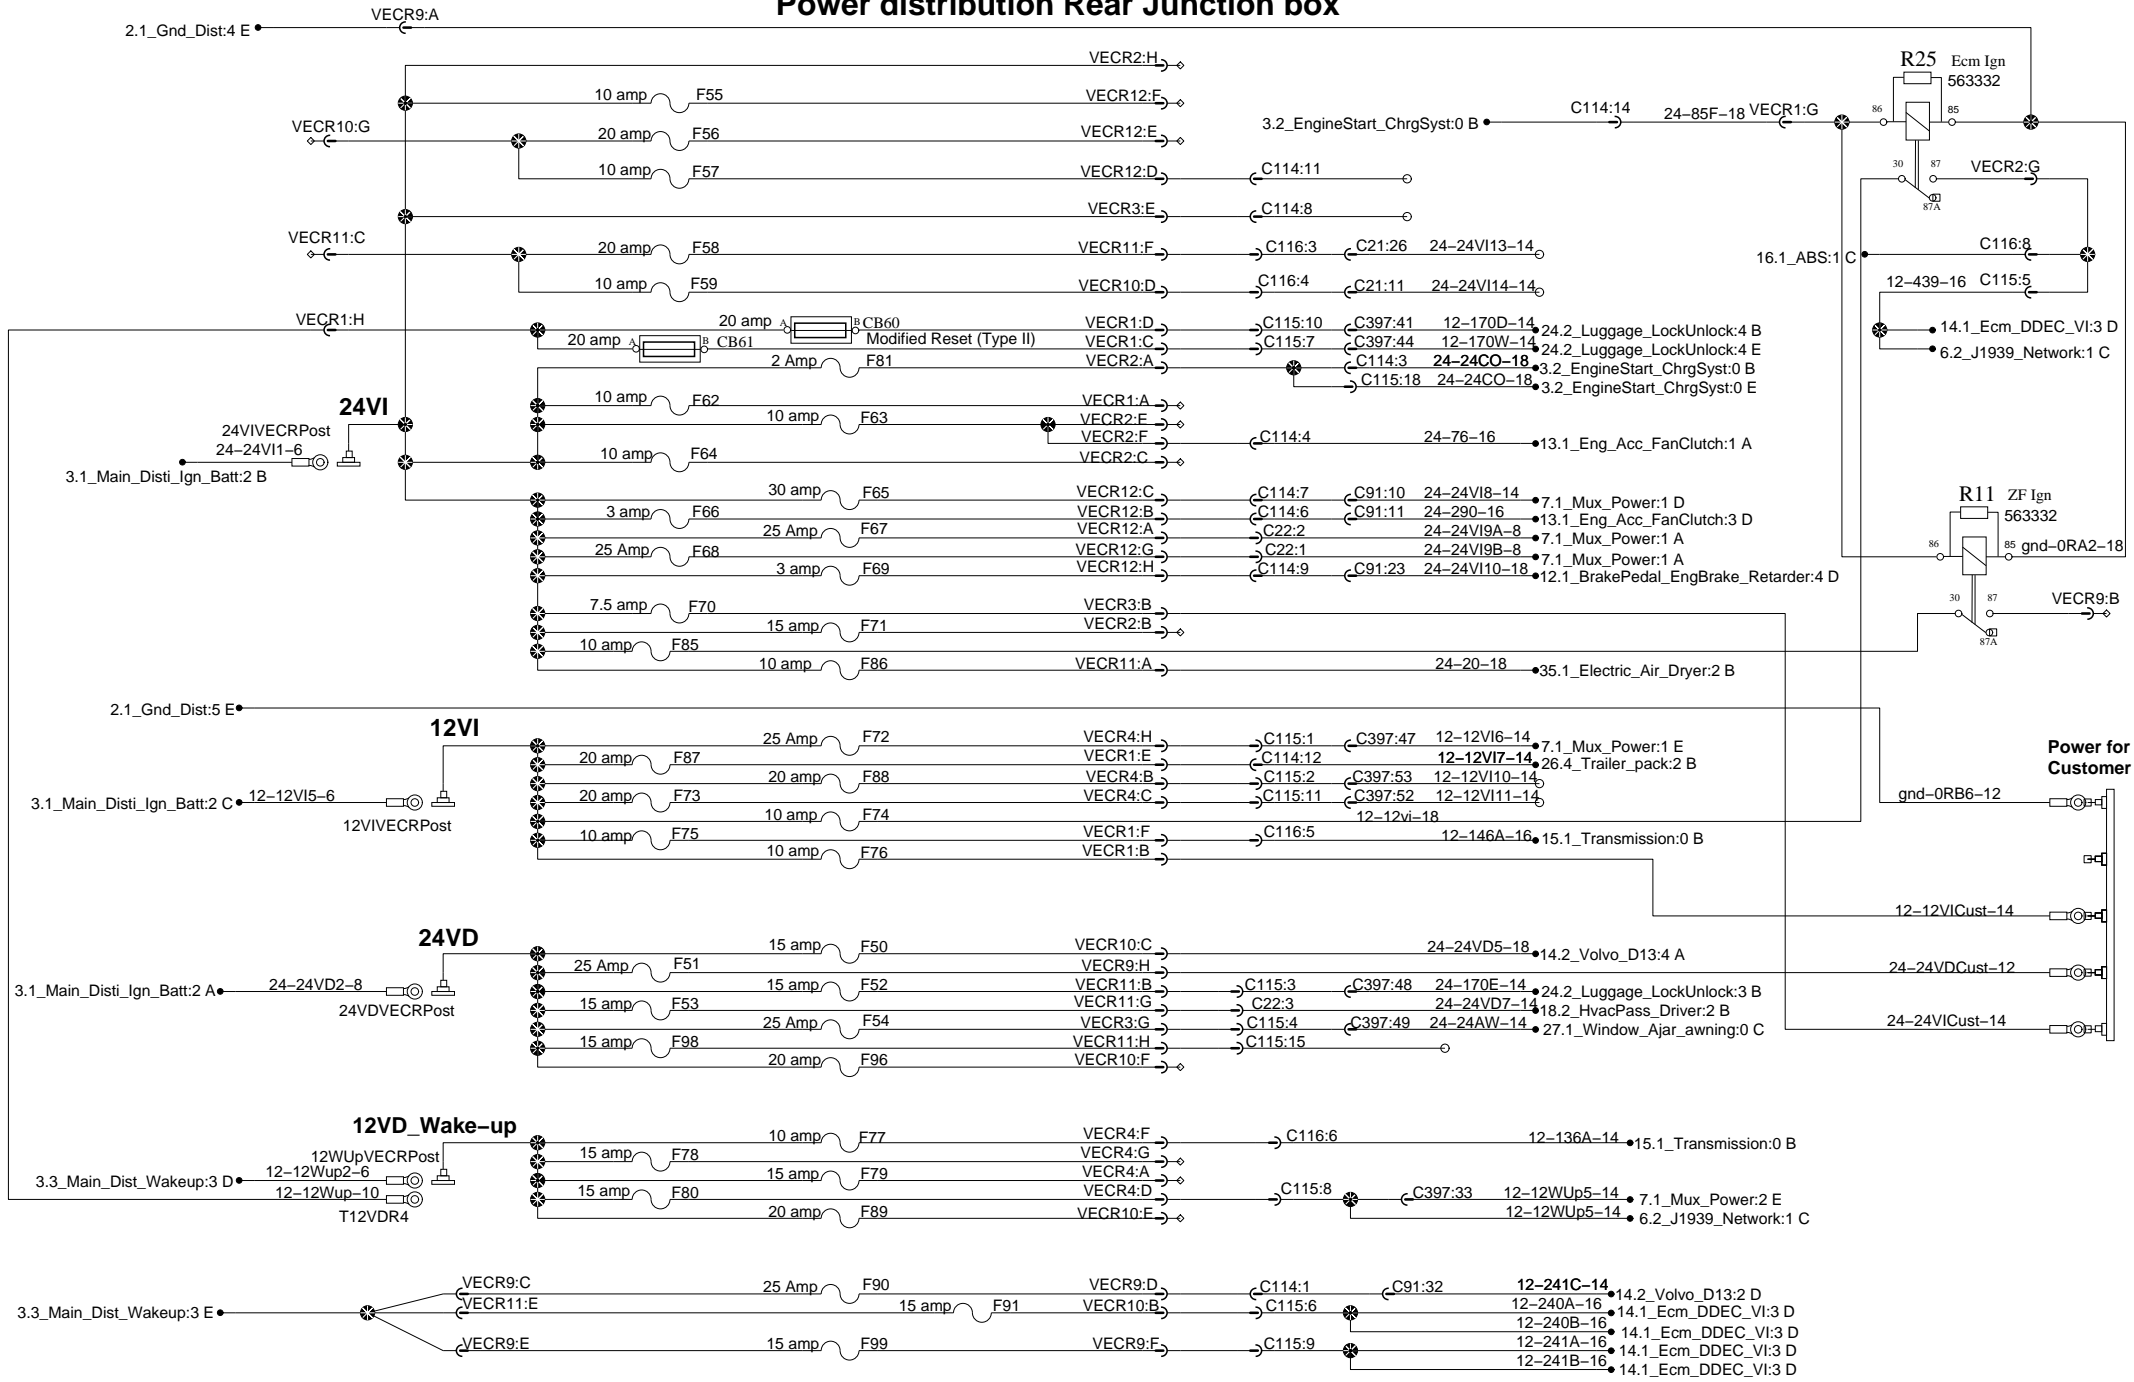 Power distribution Rear Junction box
VECR9:A
2.1_Gnd_Dist:4 E
VECR2:H
10 amp F55 VECR12:F
VECR10:G 20 amp F56 VECR12:E
10 amp F57 VECR12:D C114:11
VECR3:E C114:8
VECR11:C 20 amp F58 VECR11:F C116:3 C21:26 24-24VI13-14
10 amp F59 VECR10:D C116:4 C21:11 24-24VI14-14
VECR1:H 20 amp A B CB60 VECR1:D C115:10 C397:41 12-170D-14 24.2_Luggage_LockUnlock:4 B
Modified Reset (Type II)
20 amp A B CB61 VECR1:C C115:7 C397:44 12-170W-14 24.2_Luggage_LockUnlock:4 E
2 Amp F81 VECR2:A C114:3 24-24CO-18 3.2_EngineStart_ChrgSyst:0 B
C115:18 24-24CO-18 3.2_EngineStart_ChrgSyst:0 E
24VI
10 amp F62 VECR1:A
10 amp F63 VECR2:E
24VIVECRPost
VECR2:F C114:4 24-76-16 13.1_Eng_Acc_FanClutch:1 A
24-24VI1-6
10 amp F64 VECR2:C
3.1_Main_Disti_Ign_Batt:2 B
30 amp F65 VECR12:C C114:7 C91:10 24-24VI8-14 7.1_Mux_Power:1 D
3 amp F66 VECR12:B C114:6 C91:11 24-290-16 13.1_Eng_Acc_FanClutch:3 D
25 Amp F67 VECR12:A C22:2 24-24VI9A-8 7.1_Mux_Power:1 A
25 Amp F68 VECR12:G C22:1 24-24VI9B-8 7.1_Mux_Power:1 A
3 amp F69 VECR12:H C114:9 C91:23 24-24VI10-18 12.1_BrakePedal_EngBrake_Retarder:4 D
7.5 amp F70 VECR3:B
15 amp F71 VECR2:B
10 amp F85
10 amp F86 VECR11:A 24-20-18 35.1_Electric_Air_Dryer:2 B
R25 Ecm Ign
563332
3.2_EngineStart_ChrgSyst:0 B C114:14 24-85F-18 VECR1:G 86 85
30 87 VECR2:G
87A
16.1_ABS:1 C C116:8
12-439-16 C115:5
14.1_Ecm_DDEC_VI:3 D
6.2_J1939_Network:1 C
R11 ZF Ign
563332
86 85 gnd-0RA2-18
30 87 VECR9:B
87A
2.1_Gnd_Dist:5 E
12VI
25 Amp F72 VECR4:H C115:1 C397:47 12-12VI6-14 7.1_Mux_Power:1 E
20 amp F87 VECR1:E C114:12 12-12VI7-14 26.4_Trailer_pack:2 B
20 amp F88 VECR4:B C115:2 C397:53 12-12VI10-14
3.1_Main_Disti_Ign_Batt:2 C 12-12VI5-6 20 amp F73 VECR4:C C115:11 C397:52 12-12VI11-14
12VIVECRPost
10 amp F74 12-12vi-18
10 amp F75 VECR1:F C116:5 12-146A-16 15.1_Transmission:0 B
10 amp F76 VECR1:B
Power for
Customer
gnd-0RB6-12
12-12VICust-14
24-24VDCust-12
24-24VICust-14
24VD
15 amp F50 VECR10:C 24-24VD5-18 14.2_Volvo_D13:4 A
25 Amp F51 VECR9:H
3.1_Main_Disti_Ign_Batt:2 A 24-24VD2-8 15 amp F52 VECR11:B C115:3 C397:48 24-170E-14 24.2_Luggage_LockUnlock:3 B
24VDVECRPost
15 amp F53 VECR11:G C22:3 24-24VD7-14 18.2_HvacPass_Driver:2 B
25 Amp F54 VECR3:G C115:4 C397:49 24-24AW-14 27.1_Window_Ajar_awning:0 C
15 amp F98 VECR11:H C115:15
20 amp F96 VECR10:F
12VD_Wake-up
10 amp F77 VECR4:F C116:6 12-136A-14 15.1_Transmission:0 B
12WUpVECRPost
15 amp F78 VECR4:G
3.3_Main_Dist_Wakeup:3 D 12-12Wup2-6 15 amp F79 VECR4:A
12-12Wup-10 15 amp F80 VECR4:D C115:8 C397:33 12-12WUp5-14 7.1_Mux_Power:2 E
T12VDR4
20 amp F89 VECR10:E 12-12WUp5-14 6.2_J1939_Network:1 C
VECR9:C 25 Amp F90 VECR9:D C114:1 C91:32 12-241C-14 14.2_Volvo_D13:2 D
3.3_Main_Dist_Wakeup:3 E VECR11:E 15 amp F91 VECR10:B C115:6 12-240A-16 14.1_Ecm_DDEC_VI:3 D
12-240B-16 14.1_Ecm_DDEC_VI:3 D
VECR9:E 15 amp F99 VECR9:F C115:9 12-241A-16 14.1_Ecm_DDEC_VI:3 D
12-241B-16 14.1_Ecm_DDEC_VI:3 D